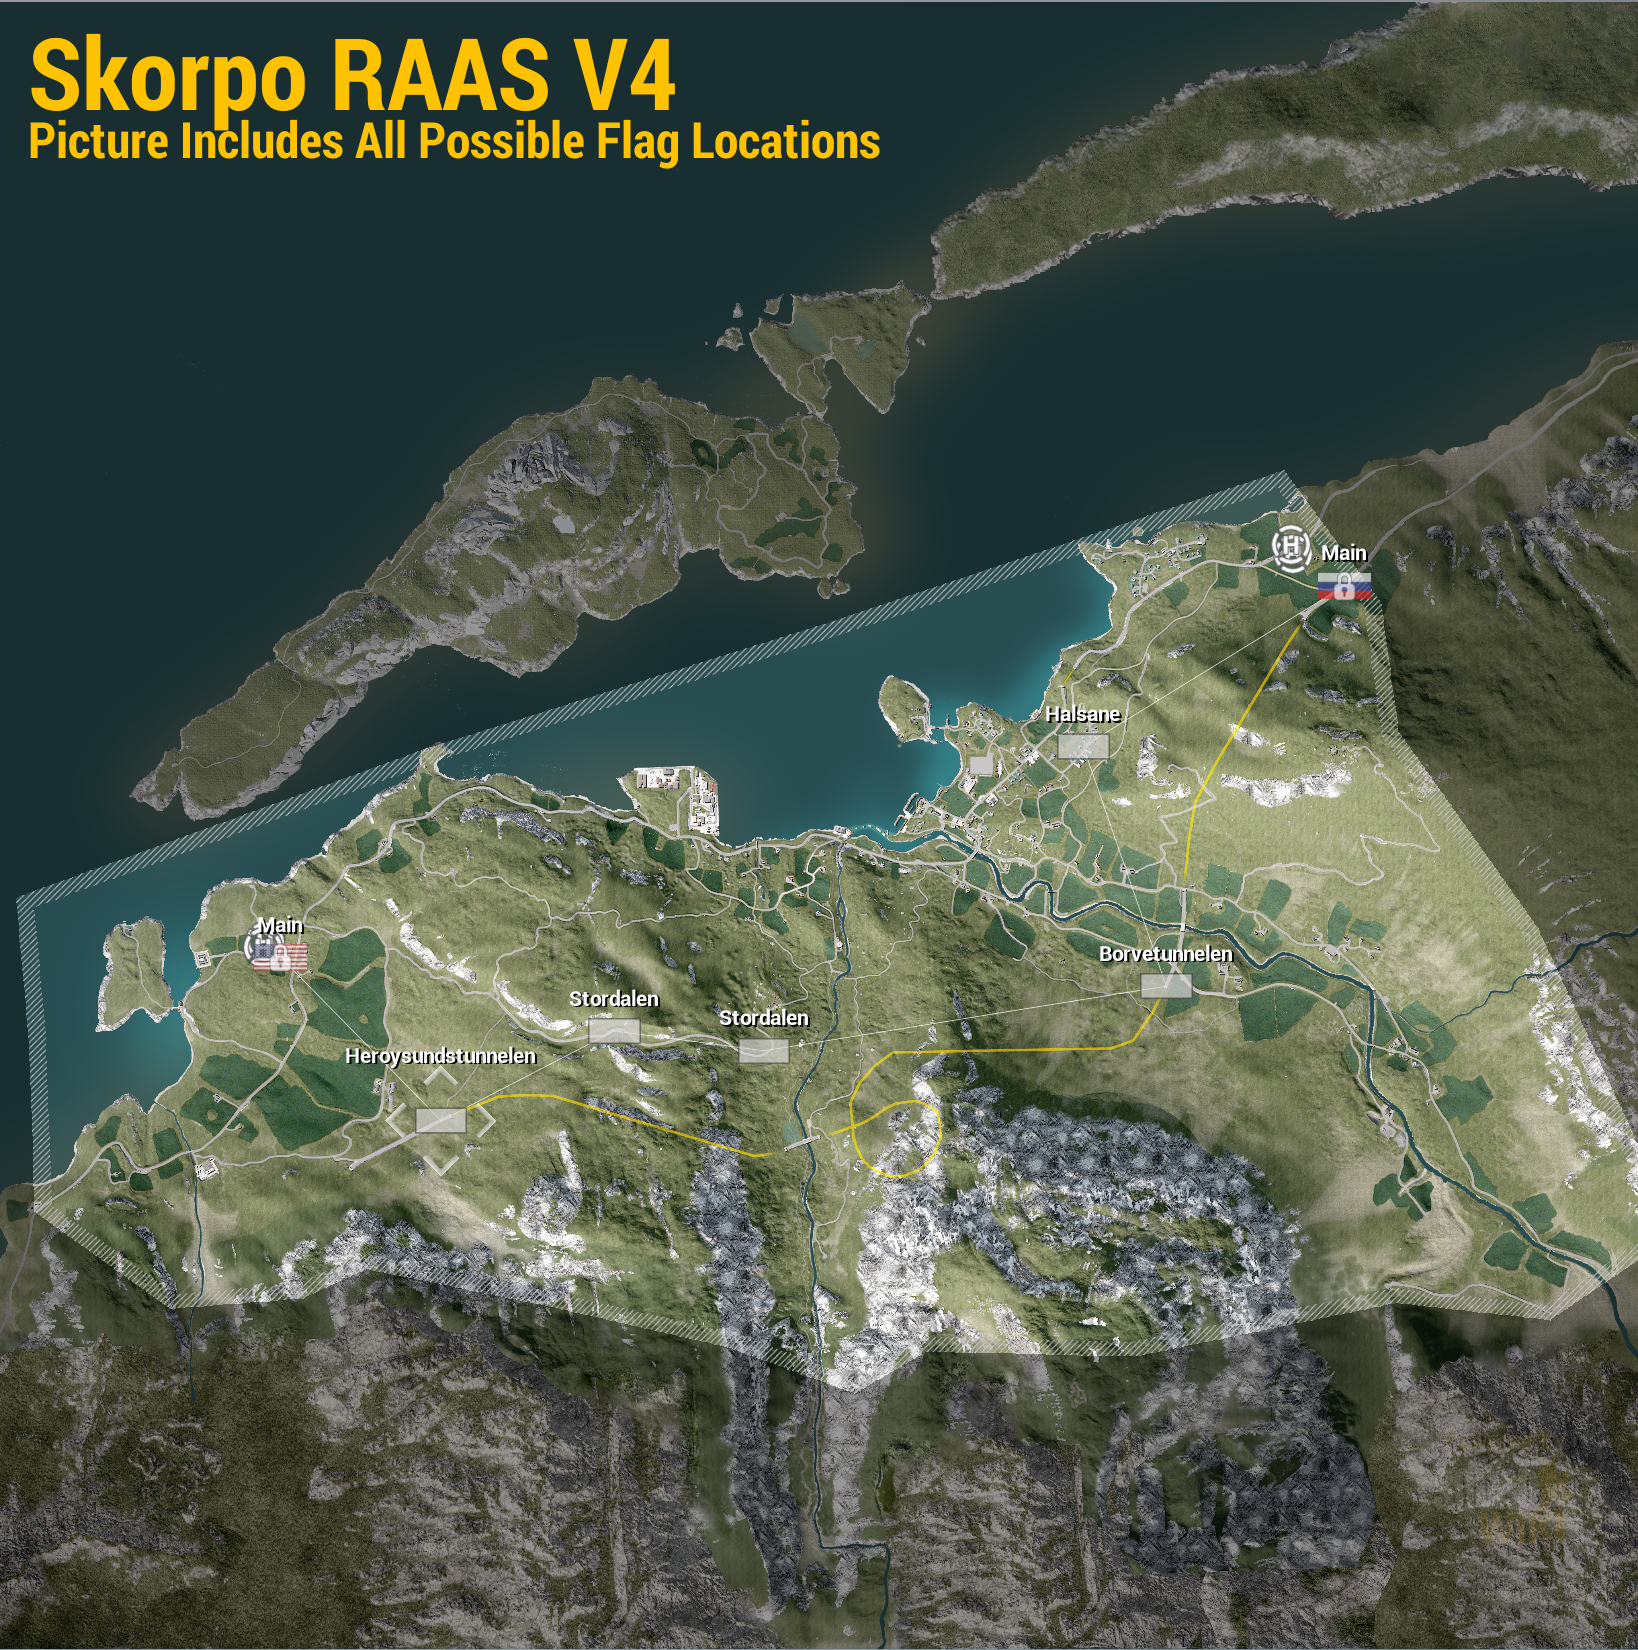 Skorpo RAAS V4
Picture Includes All Possible Flag Locations
Main
Halsane
Main
Borvetunnelen
Stordalen
Stordalen
Heroysundstunnelen